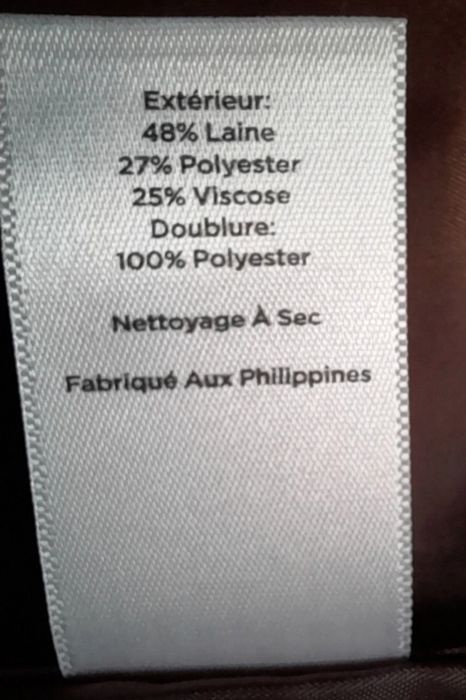 Extérieur:
48% Laine
27% Polyester
25% Viscose
Doublure:
100% Polyester
Nettoyage À Sec
Fabriqué Aux Philippines